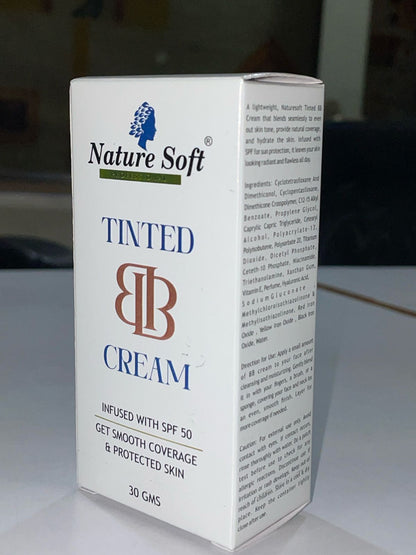 Nature Soft®
TINTED
BB
CREAM
INFUSED WITH SPF 50
GET SMOOTH COVERAGE
& PROTECTED SKIN
30 GMS
A lightweight, Naturesoft Tinted BB
Cream that blends seamlessly to even
out skin tone, provide natural coverage,
and hydrate the skin. Infused with
SPF for sun protection, it leaves your skin
looking radiant and flawless all day.
Ingredients: Cyclotetrosiloxane And
Dimethiconol, Cyclopentasiloxane,
Dimethicone Crosspolymer, C12-15 Alkyl
Benzoate, Propylene Glycol,
Caprylic Capric Triglyceride, Cetearyl
Alcohol, Polyacrylate-13,
Polyisobutene, Polysorbate 20, Titanium
Dioxide, Dicetyl Phosphate,
Ceteth-10 Phosphate, Niacinamide,
Triethanolamine, Xanthan Gum,
Vitamin E, Perfume, Hyaluronic Acid,
Sodium Gluconate
Methylchloroisothiazolinone &
Methylisothiazolinone, Red Iron
Oxide, Yellow Iron Oxide, Black Iron
Oxide, Water.
Direction for Use: Apply a small amount
of BB cream to your face after
cleansing and moisturizing. Gently blend
it in with your fingers, a brush, or a
sponge, covering your face and neck for
an even, smooth finish. Layer for
more coverage if needed.
Caution: For external use only. Avoid
contact with eyes, if contact occurs,
rinse thoroughly with water. Do a patch
test before use to check for any
allergic reactions. Discontinue use if
irritation or rash develops. Keep out of
reach of children. Store in a cool & dry
place. Keep the container tightly
close after use.